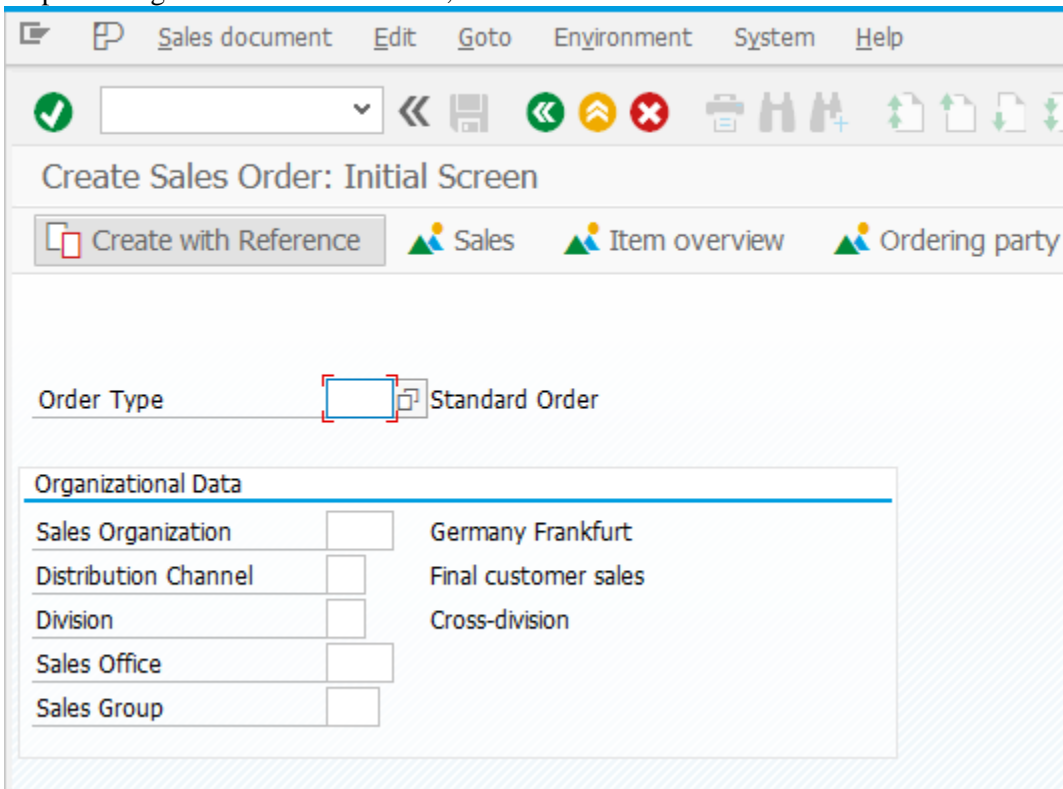 Sales document Edit Goto Environment System Help
Create Sales Order: Initial Screen
Create with Reference Sales Item overview Ordering party
Order Type Standard Order
Organizational Data
Sales Organization Germany Frankfurt
Distribution Channel Final customer sales
Division Cross-division
Sales Office
Sales Group